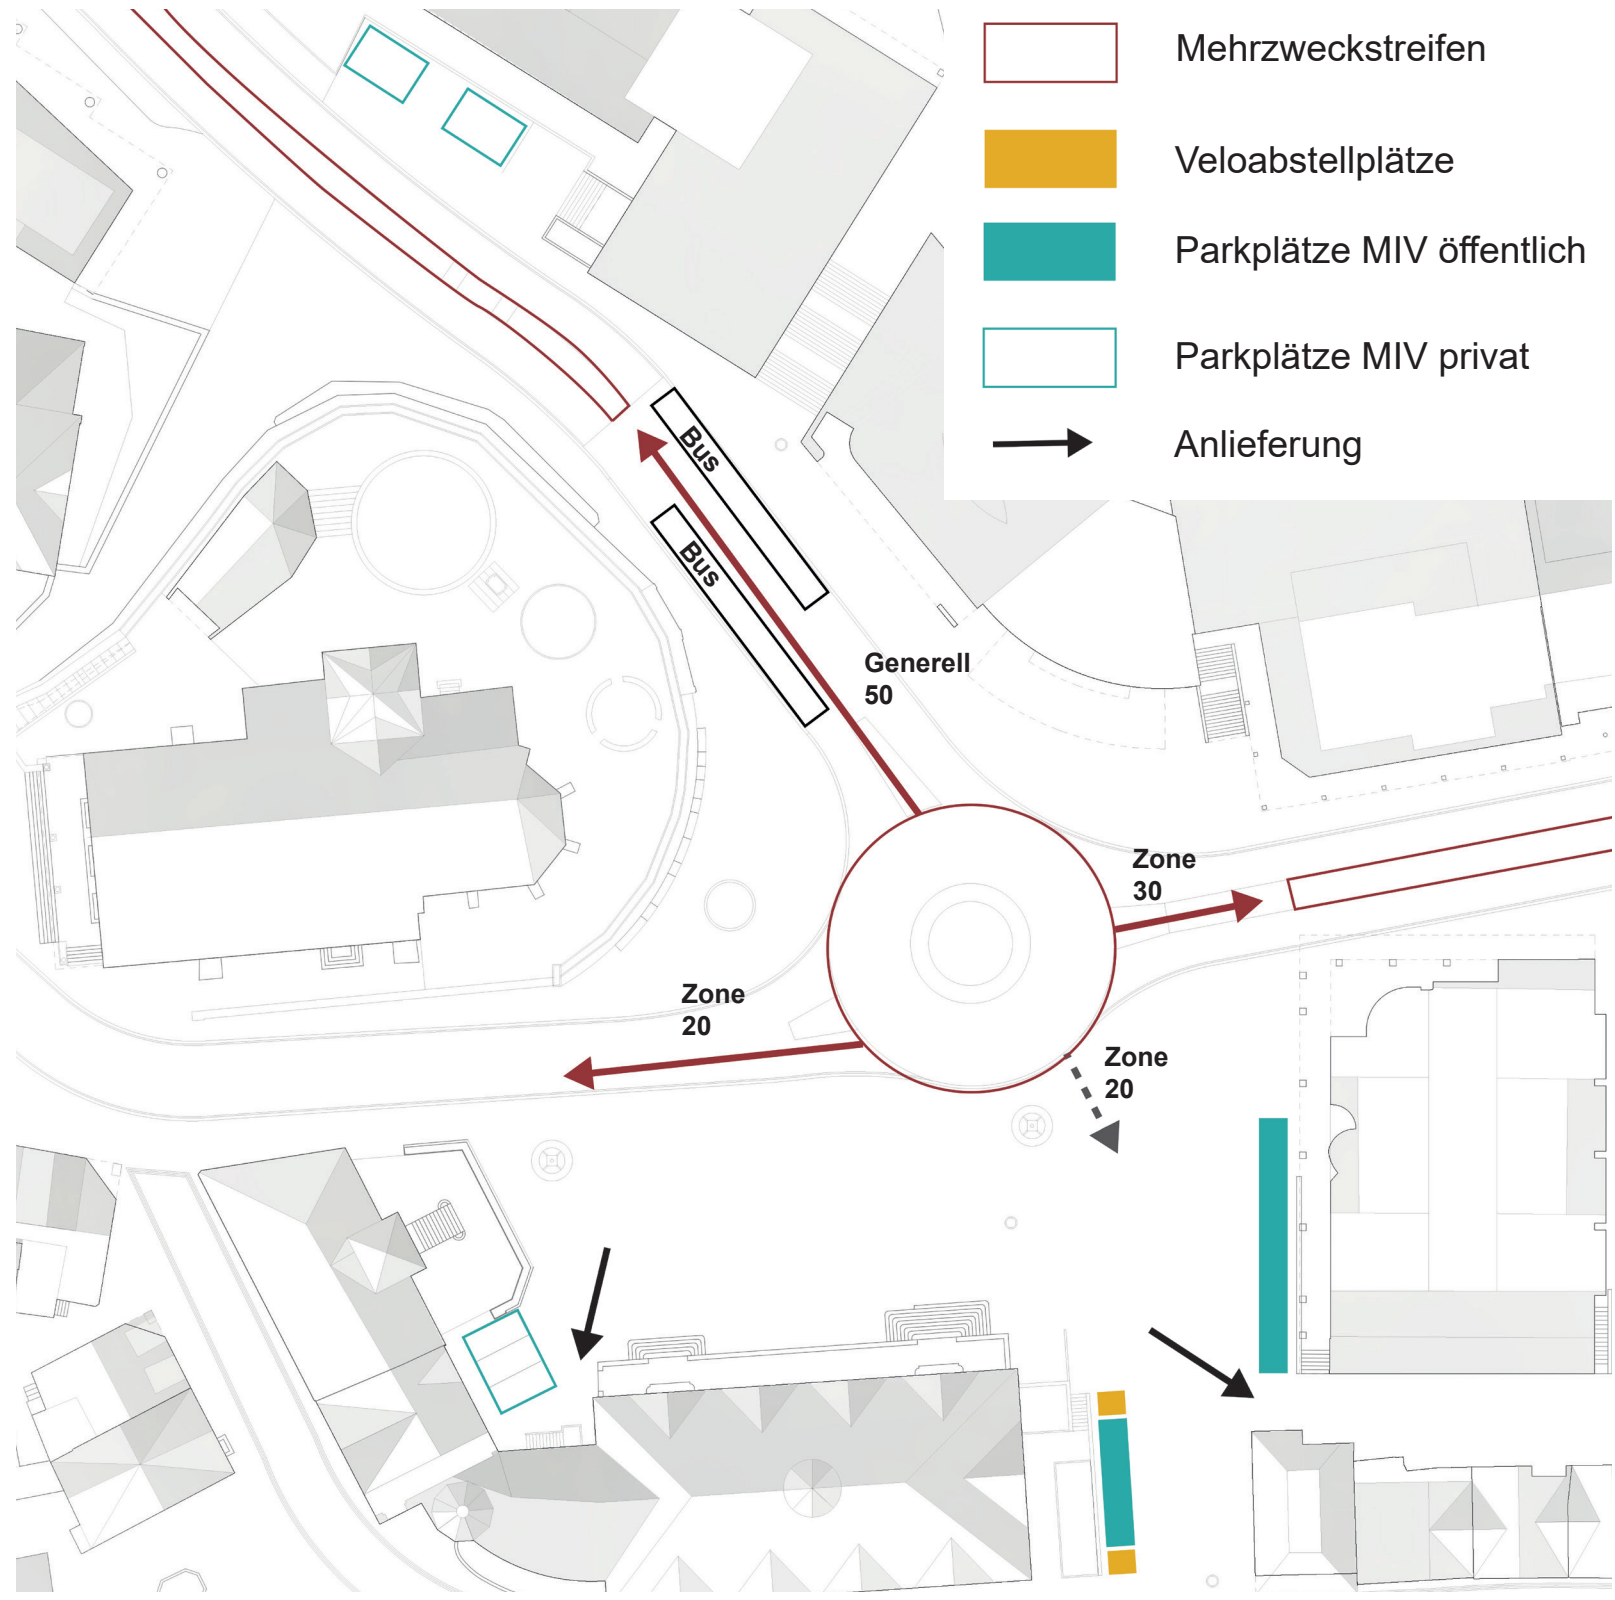 Mehrzweckstreifen
Veloabstellplätze
Parkplätze MIV öffentlich
Parkplätze MIV privat
Anlieferung
Bus
Bus
Generell
50
Zone
30
Zone
20
Zone
20